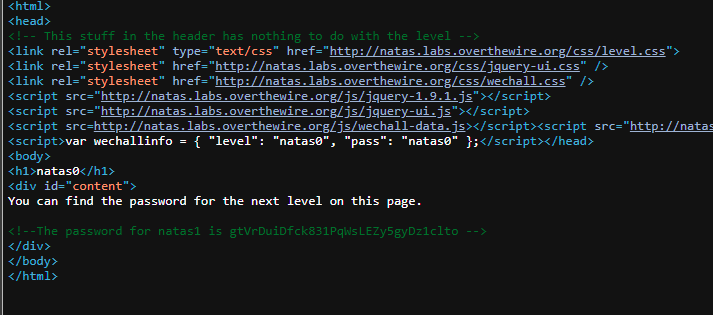 <html>
<head>
<!-- This stuff in the header has nothing to do with the level -->
<link rel="stylesheet" type="text/css" href="http://natas.labs.overthewire.org/css/level.css">
<link rel="stylesheet" href="http://natas.labs.overthewire.org/css/jquery-ui.css" />
<link rel="stylesheet" href="http://natas.labs.overthewire.org/css/wechall.css" />
<script src="http://natas.labs.overthewire.org/js/jquery-1.9.1.js"></script>
<script src="http://natas.labs.overthewire.org/js/jquery-ui.js"></script>
<script src=http://natas.labs.overthewire.org/js/wechall-data.js></script><script src="http://natas
<script>var wechallinfo = { "level": "natas0", "pass": "natas0" };</script></head>
<body>
<h1>natas0</h1>
<div id="content">
You can find the password for the next level on this page.
<!--The password for natas1 is gtVrDuiDfck831PqWsLEZy5gyDz1clto -->
</div>
</body>
</html>